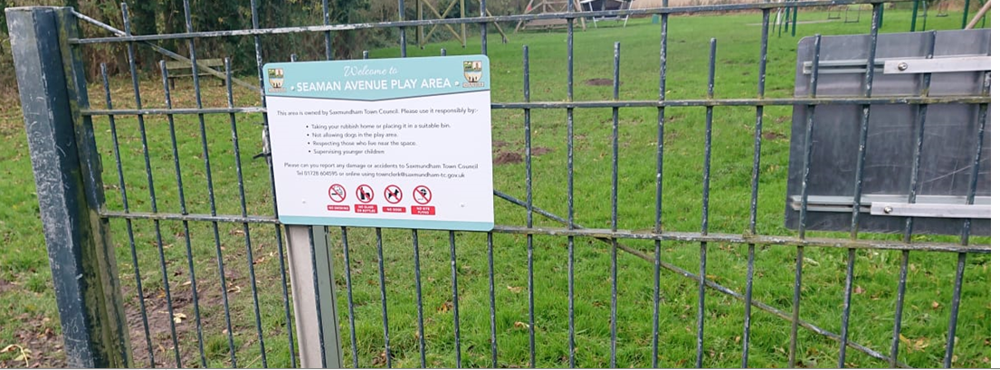 Welcome to
SEAMAN AVENUE PLAY AREA
This area is owned by Saxmundham Town Council. Please use it responsibly by:-
• Taking your rubbish home or placing it in a suitable bin.
• Not allowing dogs in the play area.
• Respecting those who live near the space.
• Supervising younger children
Please can you report any damage or accidents to Saxmundham Town Council
Tel 01728 604595 or online using townclerk@saxmundham-tc.gov.uk
NO SMOKING
NO GLASS
OR BOTTLES
NO DOGS
NO KITE
FLYING